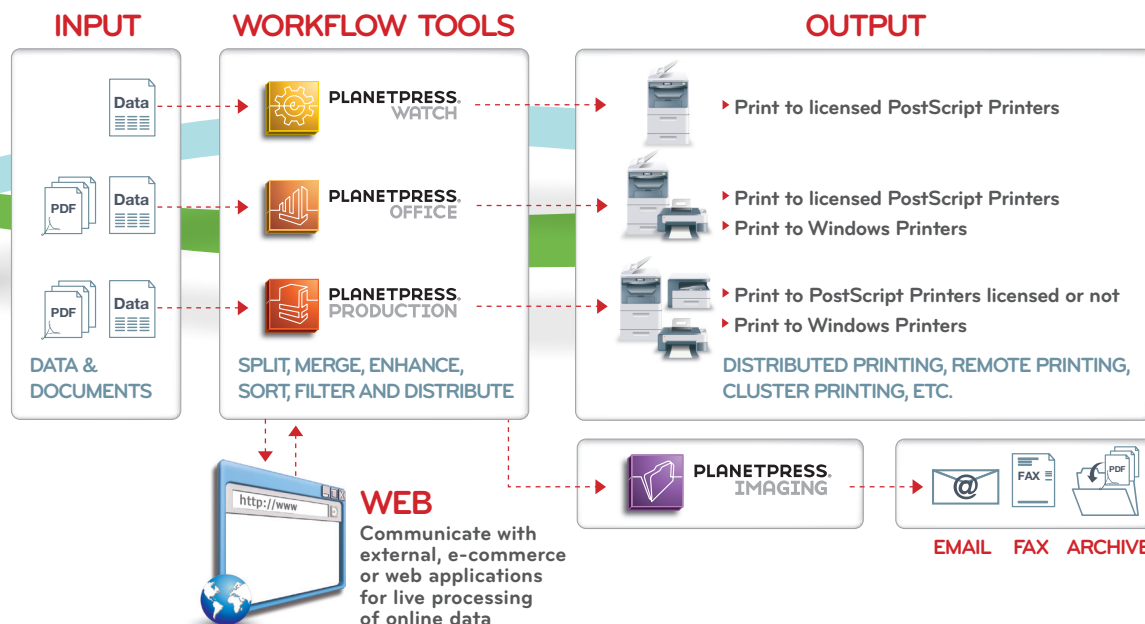 INPUT
WORKFLOW TOOLS
OUTPUT
Data
PLANETPRESS®
WATCH
Print to licensed PostScript Printers
PDF
Data
PLANETPRESS®
OFFICE
Print to licensed PostScript Printers
Print to Windows Printers
PDF
Data
PLANETPRESS®
PRODUCTION
Print to PostScript Printers licensed or not
Print to Windows Printers
DATA &
DOCUMENTS
SPLIT, MERGE, ENHANCE,
SORT, FILTER AND DISTRIBUTE
DISTRIBUTED PRINTING, REMOTE PRINTING,
CLUSTER PRINTING, ETC.
http://www
WEB
Communicate with
external, e-commerce
or web applications
for live processing
of online data
PLANETPRESS®
IMAGING
@
FAX
PDF
EMAIL
FAX
ARCHIVE